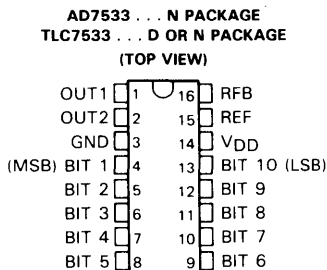 AD7533 . . . N PACKAGE
TLC7533 . . . D OR N PACKAGE
(TOP VIEW)
OUT1 1 16 RFB
OUT2 2 15 REF
GND 3 14 VDD
(MSB) BIT 1 4 13 BIT 10 (LSB)
BIT 2 5 12 BIT 9
BIT 3 6 11 BIT 8
BIT 4 7 10 BIT 7
BIT 5 8 9 BIT 6